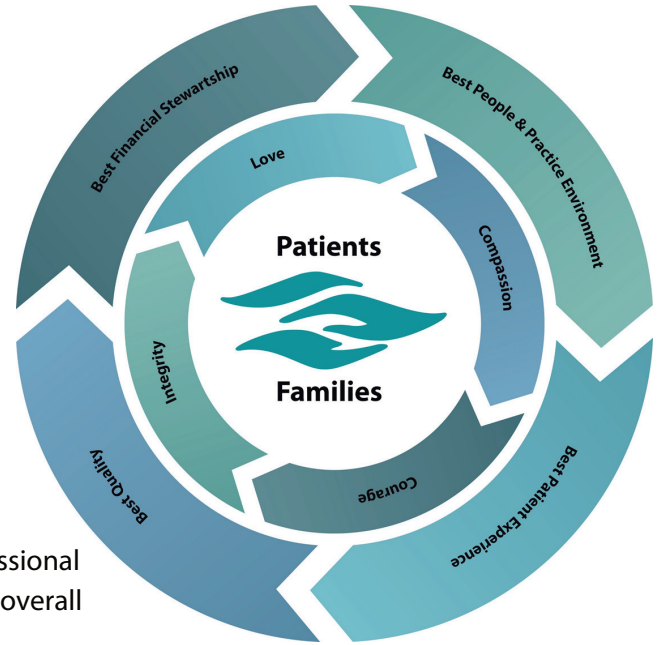 Best Financial Stewartship
Best People & Practice Environment
Best Patient Experience
Best Quality
Love
Compassion
Courage
Integrity
Patients
Families
ssional
overall